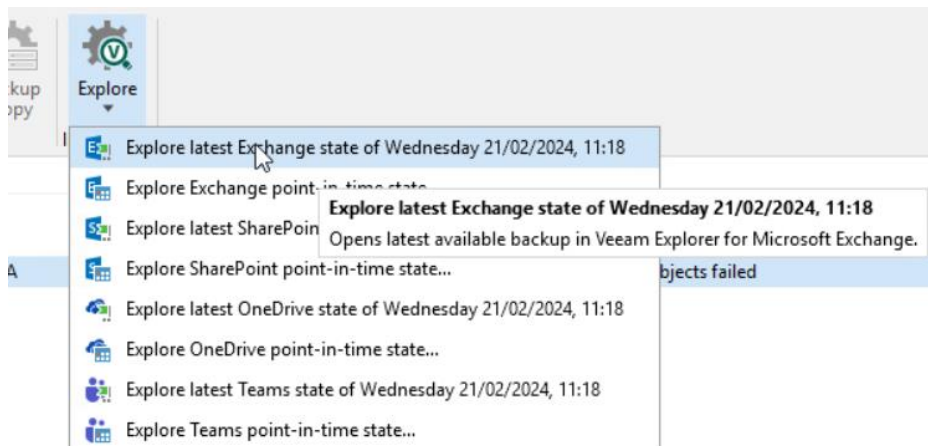 Explore
Explore latest Exchange state of Wednesday 21/02/2024, 11:18
Explore Exchange point-in-time state...
Explore latest Exchange state of Wednesday 21/02/2024, 11:18
Opens latest available backup in Veeam Explorer for Microsoft Exchange.
Explore latest SharePoin
Explore SharePoint point-in-time state...
A
bjects failed
Explore latest OneDrive state of Wednesday 21/02/2024, 11:18
Explore OneDrive point-in-time state...
Explore latest Teams state of Wednesday 21/02/2024, 11:18
Explore Teams point-in-time state...